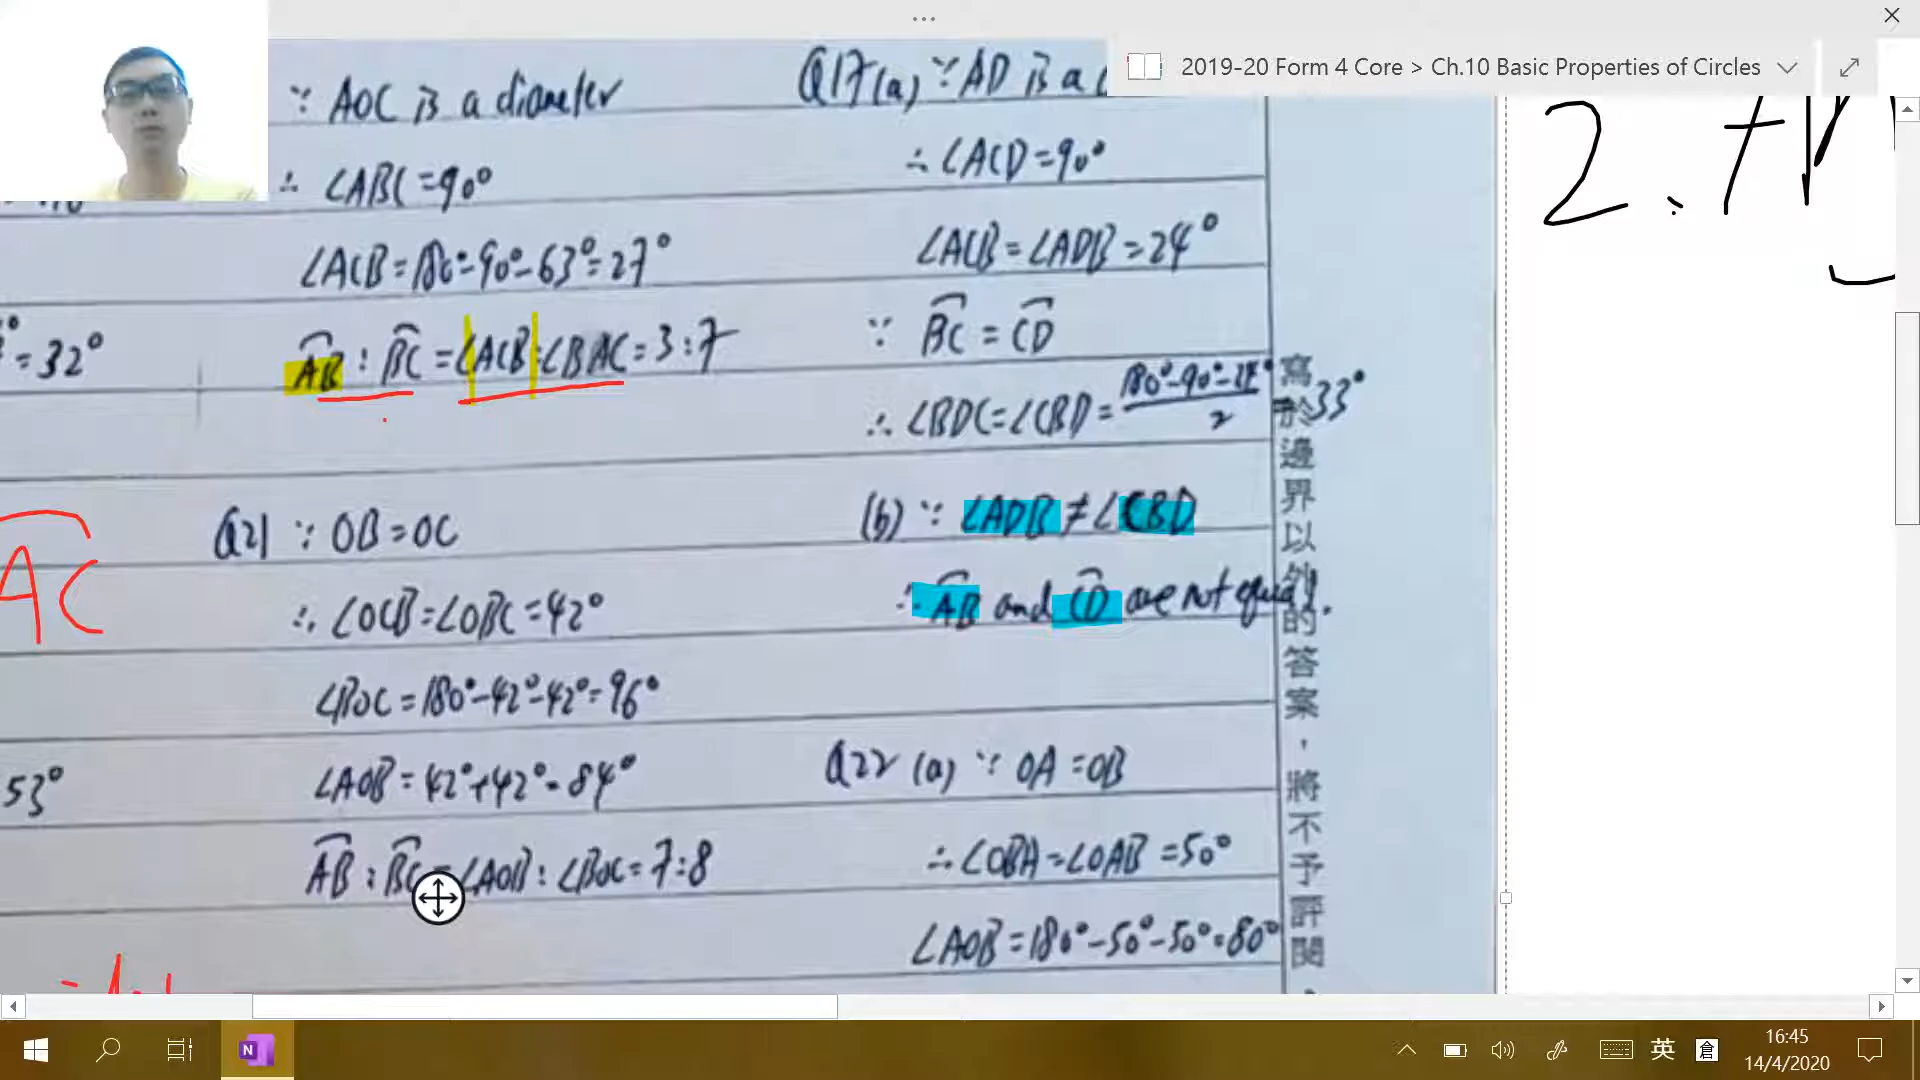 2019-20 Form 4 Core > Ch.10 Basic Properties of Circles
∵ AOC is a diameter
∴ ∠ABC = 90°
∠ACB = 180°-90°-63° = 27°
AB : BC = ∠ACB : ∠BAC = 3 : 7
= 32°
AC
53°
Q21 ∵ OB = OC
∴ ∠OCB = ∠OBC = 42°
∠BOC = 180°-42°-42° = 96°
∠AOB = 42°+42° = 84°
AB : BC = ∠AOB : ∠BOC = 7 : 8
Q17(a) ∵ AD is a
∴ ∠ACD = 90°
∠ACB = ∠ADB = 24°
∵ BC = CD
∴ ∠BDC = ∠CBD = 180°-90°-24° / 2 = 33°
(b) ∵ ∠ADB ≠ ∠CBD
∴ AB and CD are not equal.
Q22 (a) ∵ OA = OB
∴ ∠OBA = ∠OAB = 50°
∠AOB = 180°-50°-50° = 80°
寫於邊界以外的答案，將不予評閱
2.
N
英
倉
16:45
14/4/2020